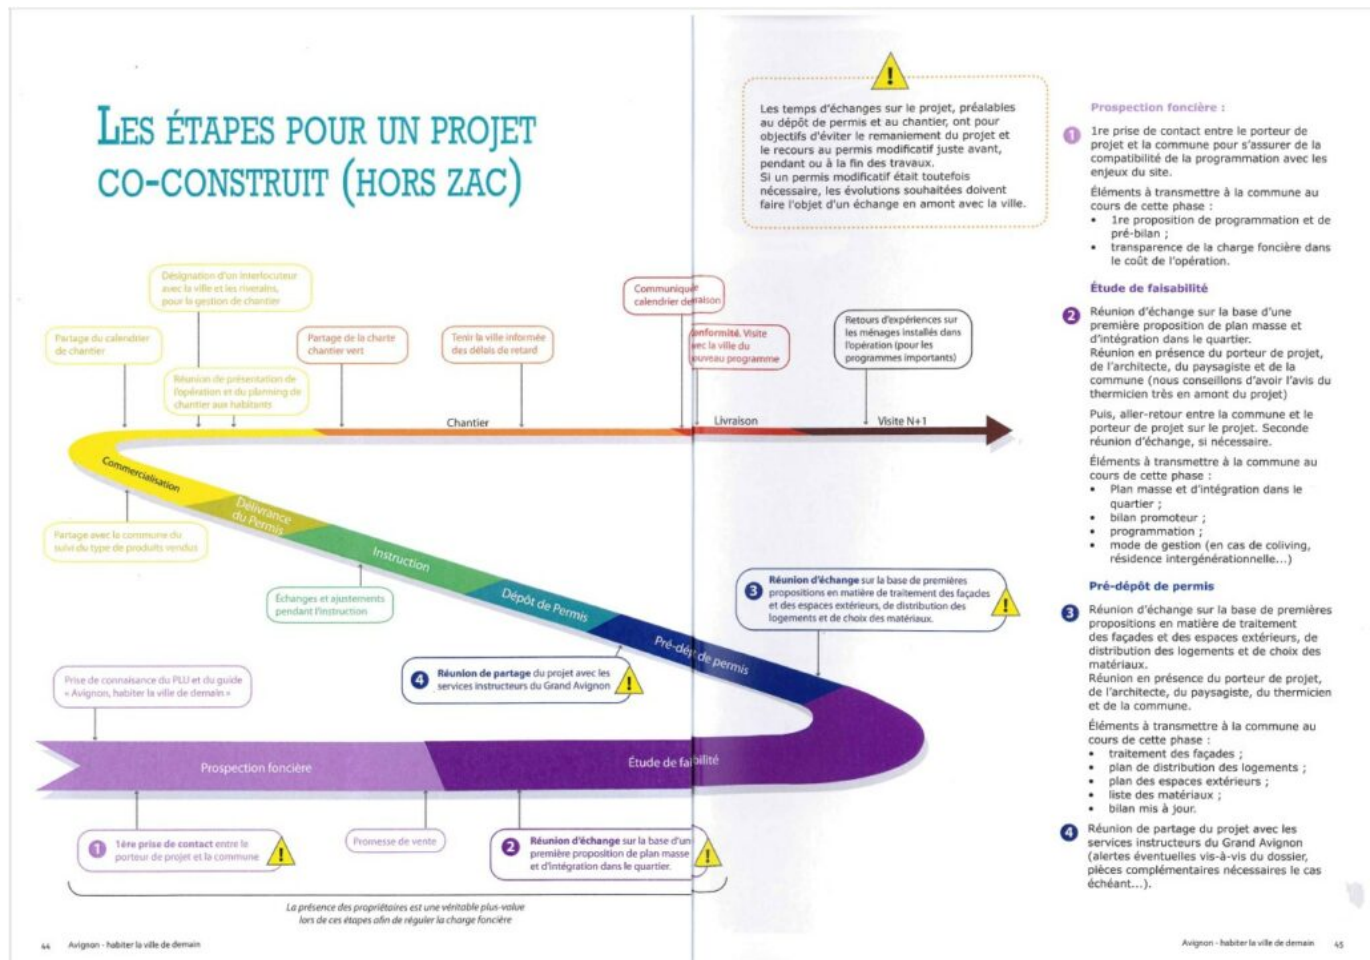 LES ÉTAPES POUR UN PROJET
CO-CONSTRUIT (HORS ZAC)
Désignation d'un interlocuteur
avec la ville et les riverains,
pour la gestion de chantier
Partage du calendrier
de chantier
Réunion de présentation de
l'opération et du planning de
chantier aux habitants
Partage de la charte
chantier vert
Tenir la ville informée
des délais de retard
Communiqu
calendrier de raison
onformité. Visite
vec la ville du
ouveau programme
Retours d'expériences sur
les ménages installés dans
l'opération (pour les
programmes importants)
Chantier
Livraison
Visite N+1
Commercialisation
Délivrance
du Permis
Instruction
Dépôt de Permis
Pré-dép de permis
Partage avec la commune du
suivi du type de produits vendus
Échanges et ajustements
pendant l'instruction
3 Réunion d'échange sur la base de premières
propositions en matière de traitement des façades
et des espaces extérieurs, de distribution des
logements et de choix des matériaux.
!
4 Réunion de partage du projet avec les
services instructeurs du Grand Avignon
!
Prise de connaisance du PLU et du guide
« Avignon, habiter la ville de demain »
Prospection foncière
Étude de fai bilité
1 1ère prise de contact entre le
porteur de projet et la commune
!
Promesse de vente
2 Réunion d'échange sur la base d'un
première proposition de plan masse
et d'intégration dans le quartier.
!
La présence des propriétaires est une véritable plus-value
lors de ces étapes afin de réguler la charge foncière
44 Avignon - habiter la ville de demain
!
Les temps d'échanges sur le projet, préalables
au dépôt de permis et au chantier, ont pour
objectifs d'éviter le remaniement du projet et
le recours au permis modificatif juste avant,
pendant ou à la fin des travaux.
Si un permis modificatif était toutefois
nécessaire, les évolutions souhaitées doivent
faire l'objet d'un échange en amont avec la ville.
Prospection foncière :
1 1re prise de contact entre le porteur de
projet et la commune pour s'assurer de la
compatibilité de la programmation avec les
enjeux du site.
Éléments à transmettre à la commune au
cours de cette phase :
• 1re proposition de programmation et de
pré-bilan ;
• transparence de la charge foncière dans
le coût de l'opération.
Étude de faisabilité
2 Réunion d'échange sur la base d'une
première proposition de plan masse et
d'intégration dans le quartier.
Réunion en présence du porteur de projet,
de l'architecte, du paysagiste et de la
commune (nous conseillons d'avoir l'avis du
thermicien très en amont du projet)
Puis, aller-retour entre la commune et le
porteur de projet sur le projet. Seconde
réunion d'échange, si nécessaire.
Éléments à transmettre à la commune au
cours de cette phase :
• Plan masse et d'intégration dans le
quartier ;
• bilan promoteur ;
• programmation ;
• mode de gestion (en cas de coliving,
résidence intergénérationnelle...)
Pré-dépôt de permis
3 Réunion d'échange sur la base de premières
propositions en matière de traitement
des façades et des espaces extérieurs, de
distribution des logements et de choix des
matériaux.
Réunion en présence du porteur de projet,
de l'architecte, du paysagiste, du thermicien
et de la commune.
Éléments à transmettre à la commune au
cours de cette phase :
• traitement des façades ;
• plan de distribution des logements ;
• plan des espaces extérieurs ;
• liste des matériaux ;
• bilan mis à jour.
4 Réunion de partage du projet avec les
services instructeurs du Grand Avignon
(alertes éventuelles vis-à-vis du dossier,
pièces complémentaires nécessaires le cas
échéant...).
Avignon - habiter la ville de demain 45